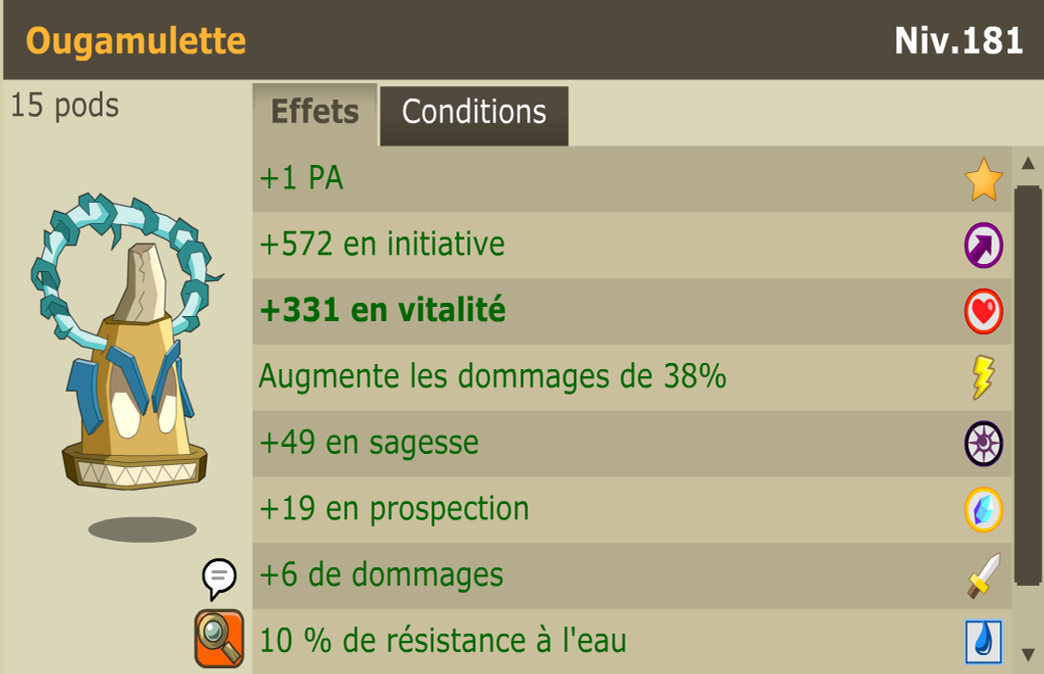 Ougamulette
Niv.181
15 pods
Effets
Conditions
+1 PA
+572 en initiative
+331 en vitalité
Augmente les dommages de 38%
+49 en sagesse
+19 en prospection
+6 de dommages
10 % de résistance à l'eau